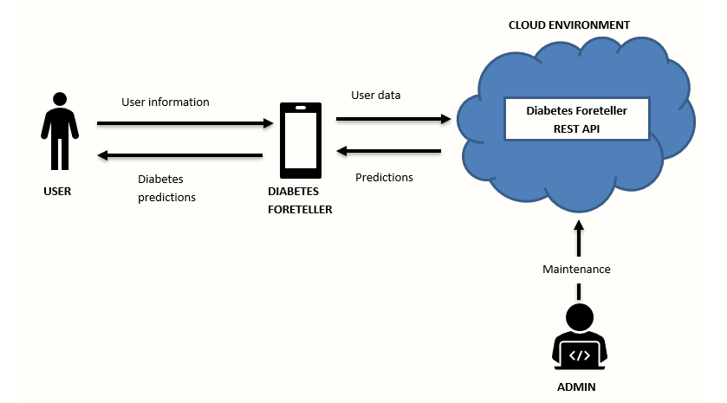 CLOUD ENVIRONMENT
User information
User data
Diabetes Foreteller
REST API
USER
Diabetes
predictions
DIABETES
FORETELLER
Predictions
Maintenance
</>
ADMIN